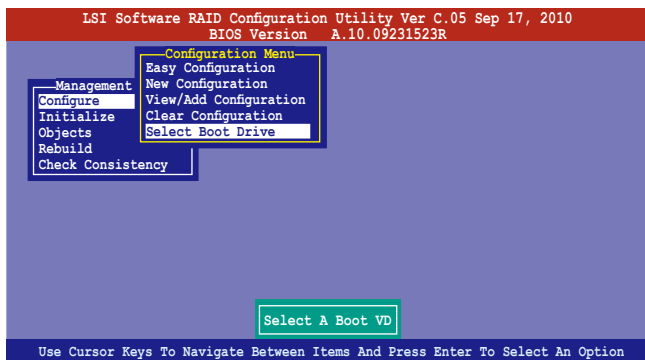 LSI Software RAID Configuration Utility Ver C.05 Sep 17, 2010
BIOS Version A.10.09231523R
Configuration Menu
Easy Configuration
New Configuration
View/Add Configuration
Clear Configuration
Select Boot Drive
Management
Configure
Initialize
Objects
Rebuild
Check Consistency
Select A Boot VD
Use Cursor Keys To Navigate Between Items And Press Enter To Select An Option